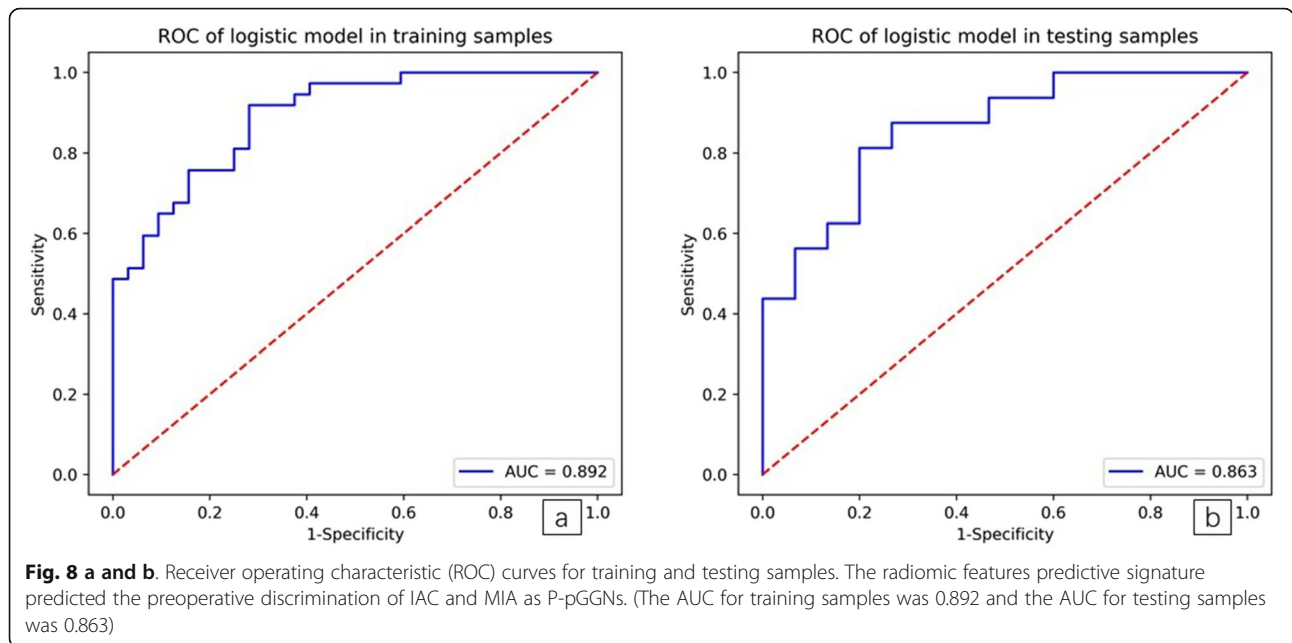 ROC of logistic model in training samples
1.0
0.8
0.6
0.4
0.2
0.0
Sensitivity
0.0 0.2 0.4 0.6 0.8 1.0
1-Specificity
AUC = 0.892
a
ROC of logistic model in testing samples
1.0
0.8
0.6
0.4
0.2
0.0
Sensitivity
0.0 0.2 0.4 0.6 0.8 1.0
1-Specificity
AUC = 0.863
b
Fig. 8 a and b. Receiver operating characteristic (ROC) curves for training and testing samples. The radiomic features predictive signature
predicted the preoperative discrimination of IAC and MIA as P-pGGNs. (The AUC for training samples was 0.892 and the AUC for testing samples
was 0.863)